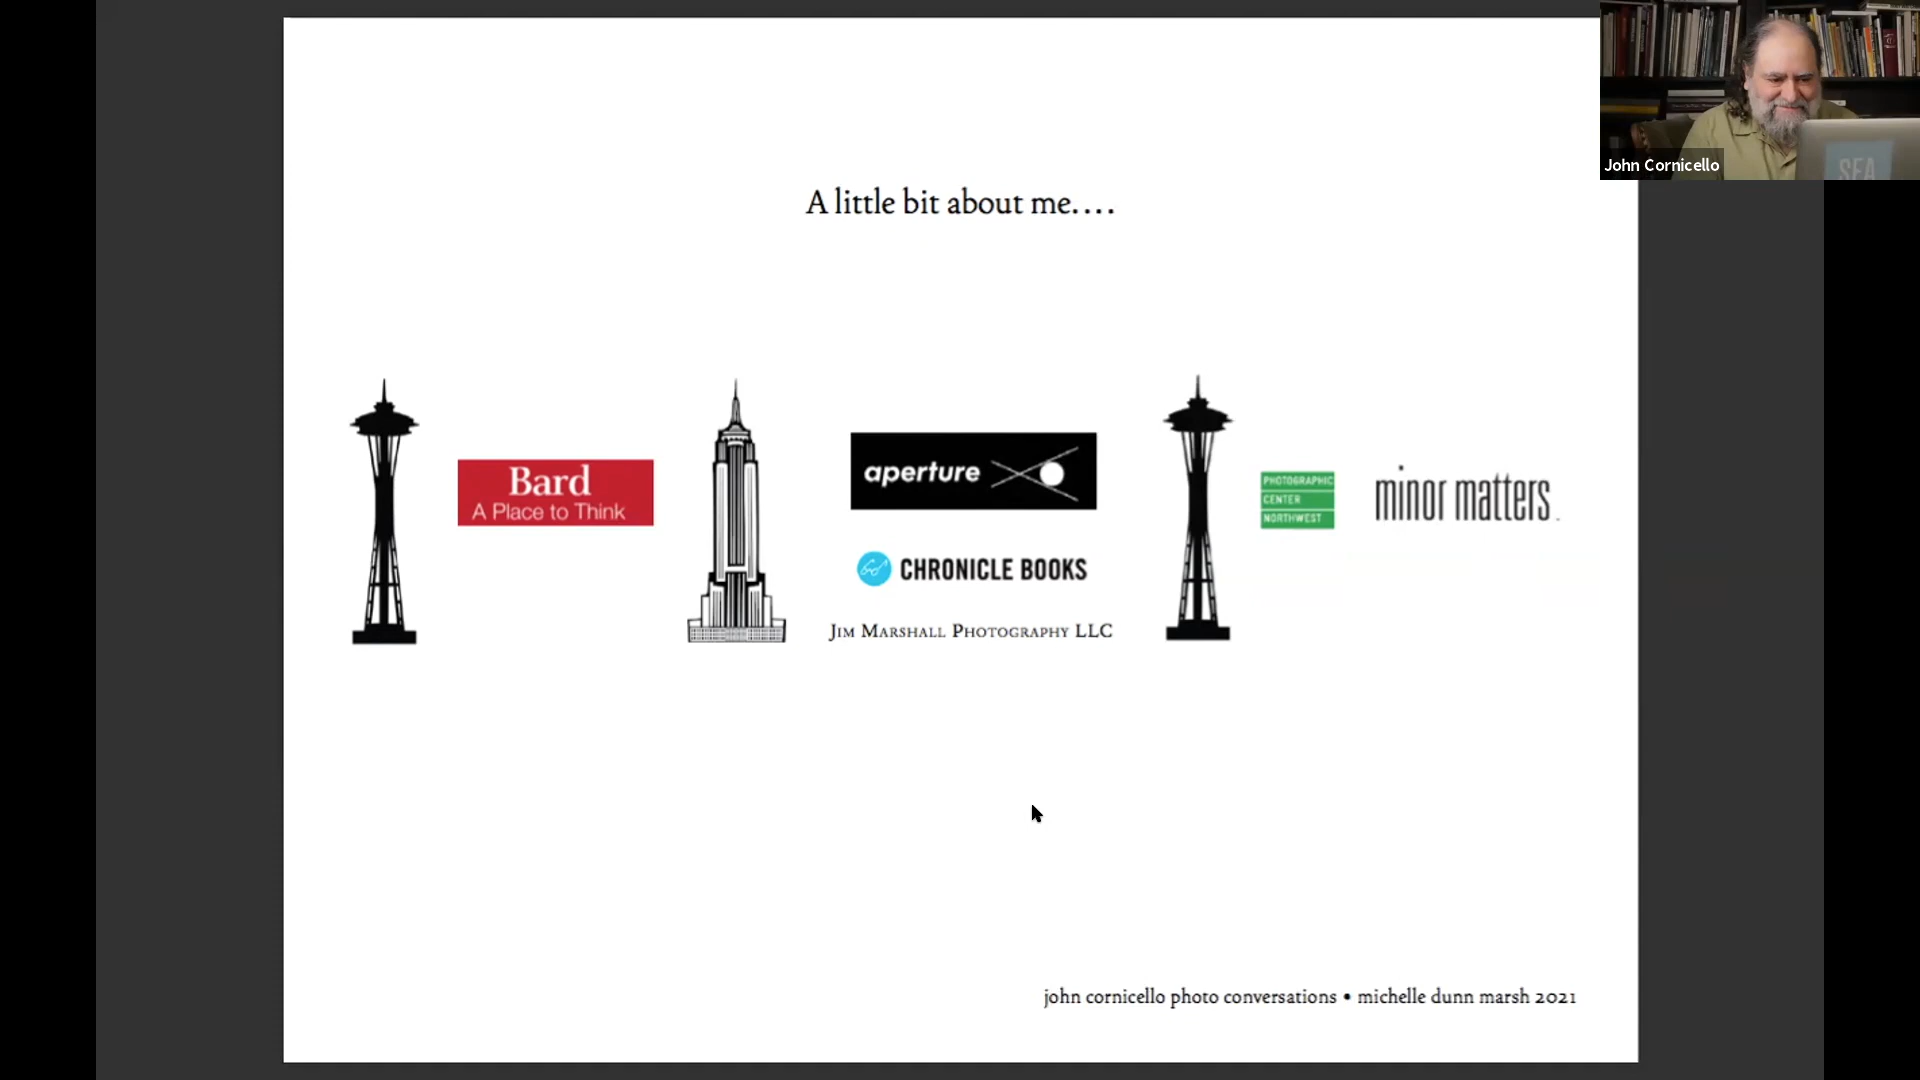 A little bit about me....
Bard
A Place to Think
aperture
CHRONICLE BOOKS
JIM MARSHALL PHOTOGRAPHY LLC
PHOTOGRAPHIC
CENTER
NORTHWEST
minor matters
john cornicello photo conversations • michelle dunn marsh 2021
John Cornicello
SEA